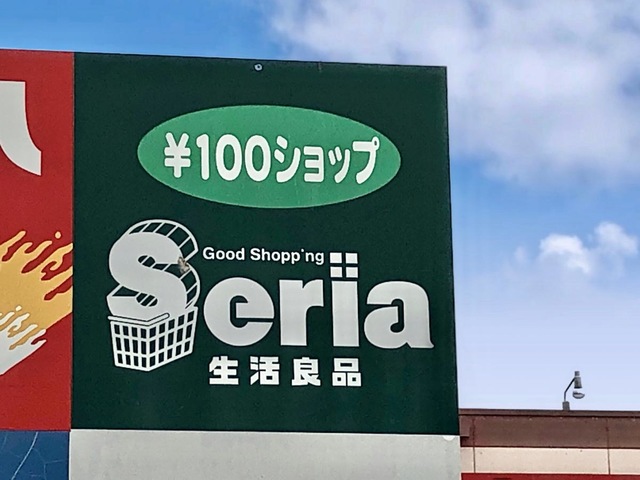 ¥100ショップ
Good Shopp'ng
Seria
生活良品